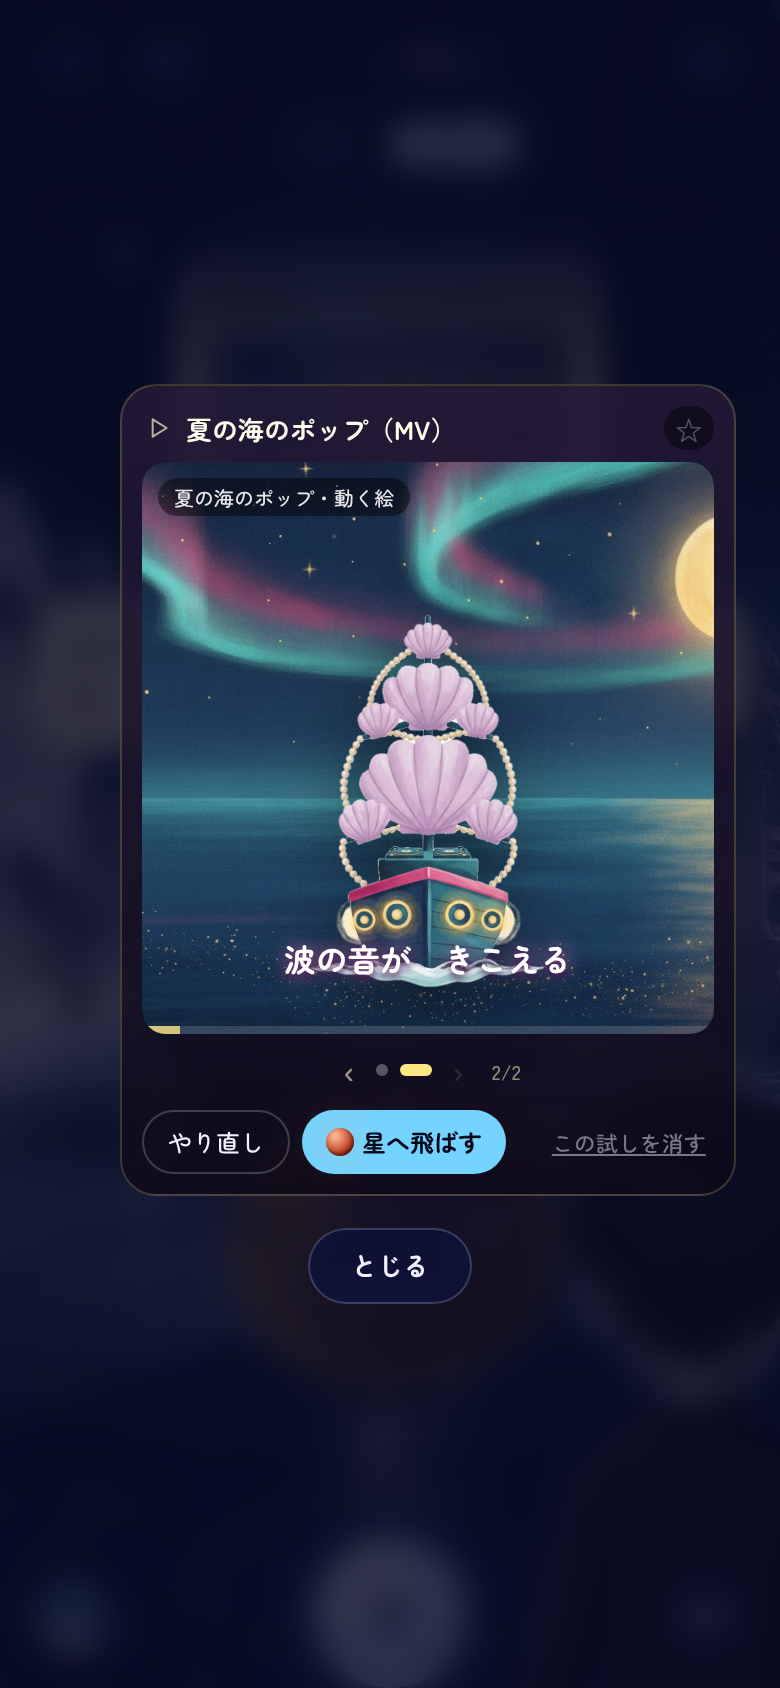 夏の海のポップ（MV）
夏の海のポップ・動く絵
波の音が きこえる
2/2
やり直し
星へ飛ばす
この試しを消す
とじる